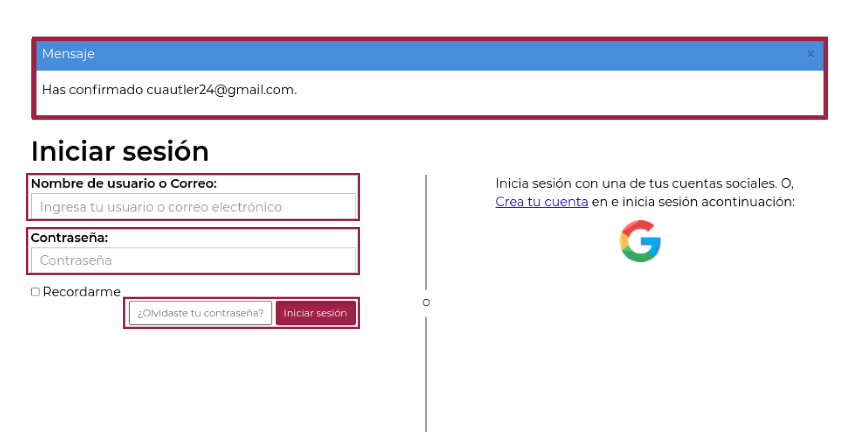 Mensaje
×
Has confirmado cuautler24@gmail.com.
Iniciar sesión
Nombre de usuario o Correo:
Ingresa tu usuario o correo electrónico
Contraseña:
Contraseña
Recordarme
¿Olvidaste tu contraseña? Iniciar sesión
O
Inicia sesión con una de tus cuentas sociales. O,
Crea tu cuenta en e inicia sesión acontinuación: